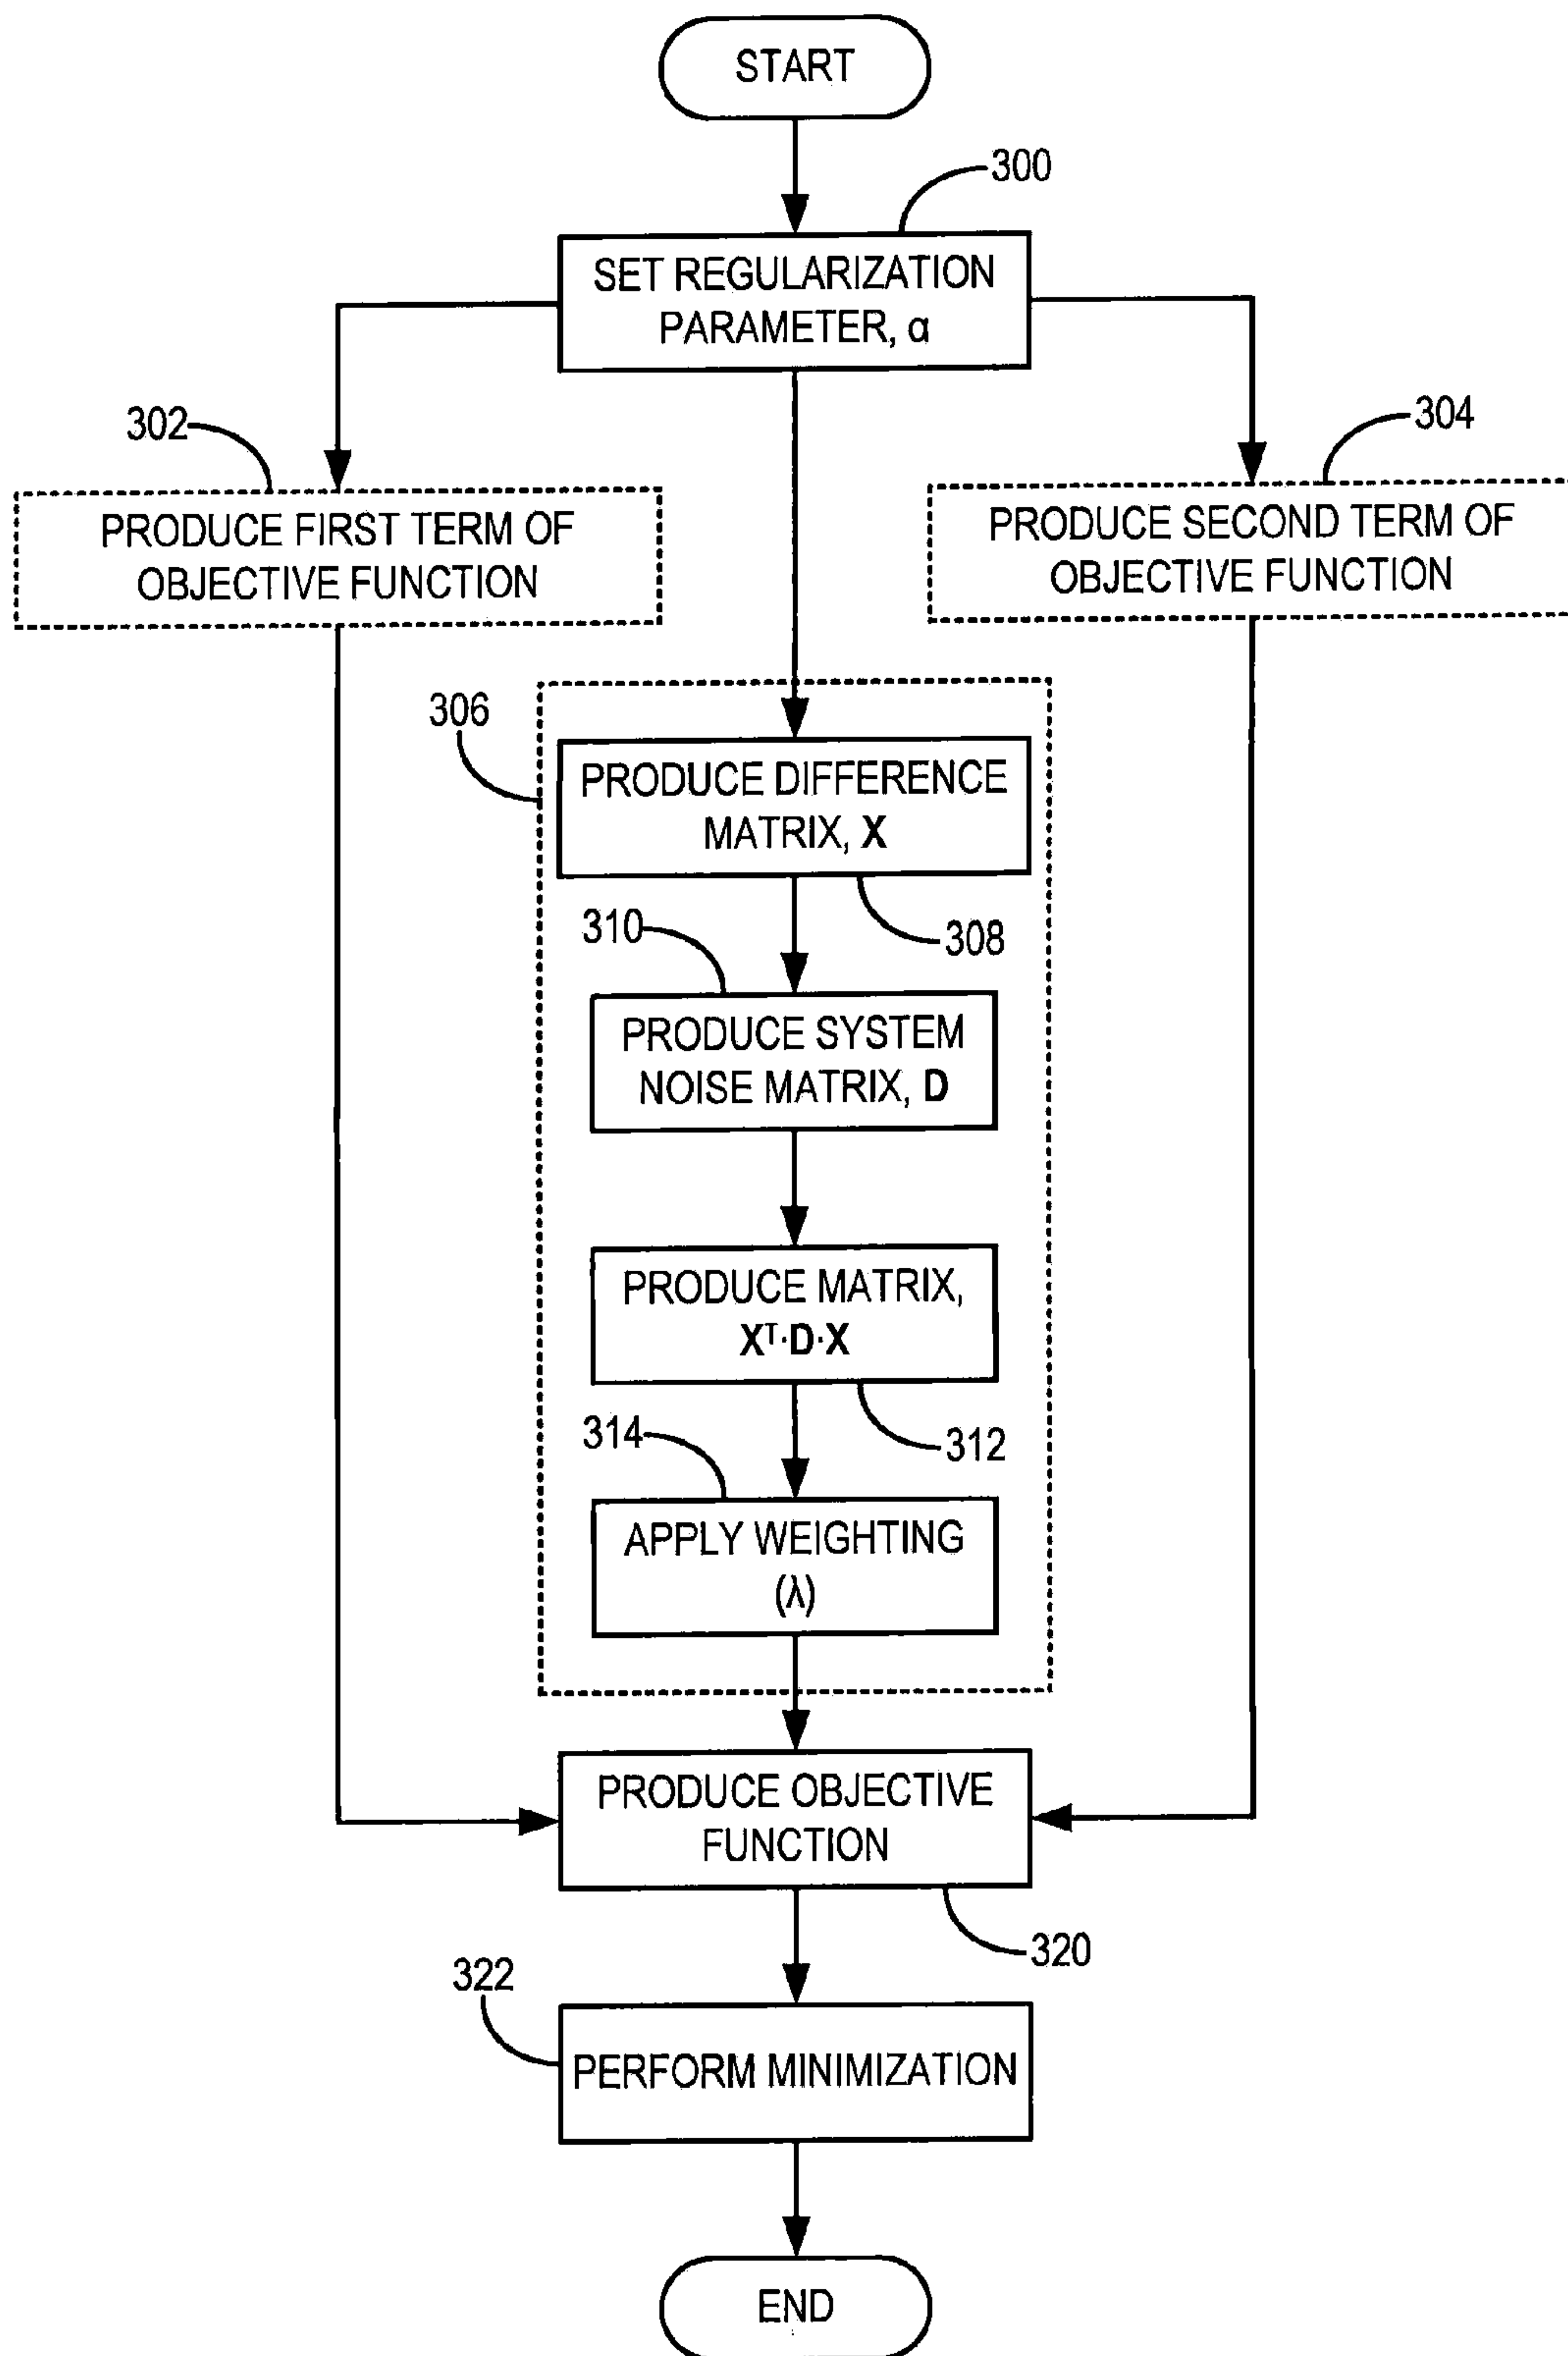 START
300
SET REGULARIZATION
PARAMETER, α
302
304
PRODUCE FIRST TERM OF
OBJECTIVE FUNCTION
PRODUCE SECOND TERM OF
OBJECTIVE FUNCTION
306
PRODUCE DIFFERENCE
MATRIX, X
308
310
PRODUCE SYSTEM
NOISE MATRIX, D
PRODUCE MATRIX,
Xᵀ·D·X
312
314
APPLY WEIGHTING
(λ)
PRODUCE OBJECTIVE
FUNCTION
320
322
PERFORM MINIMIZATION
END